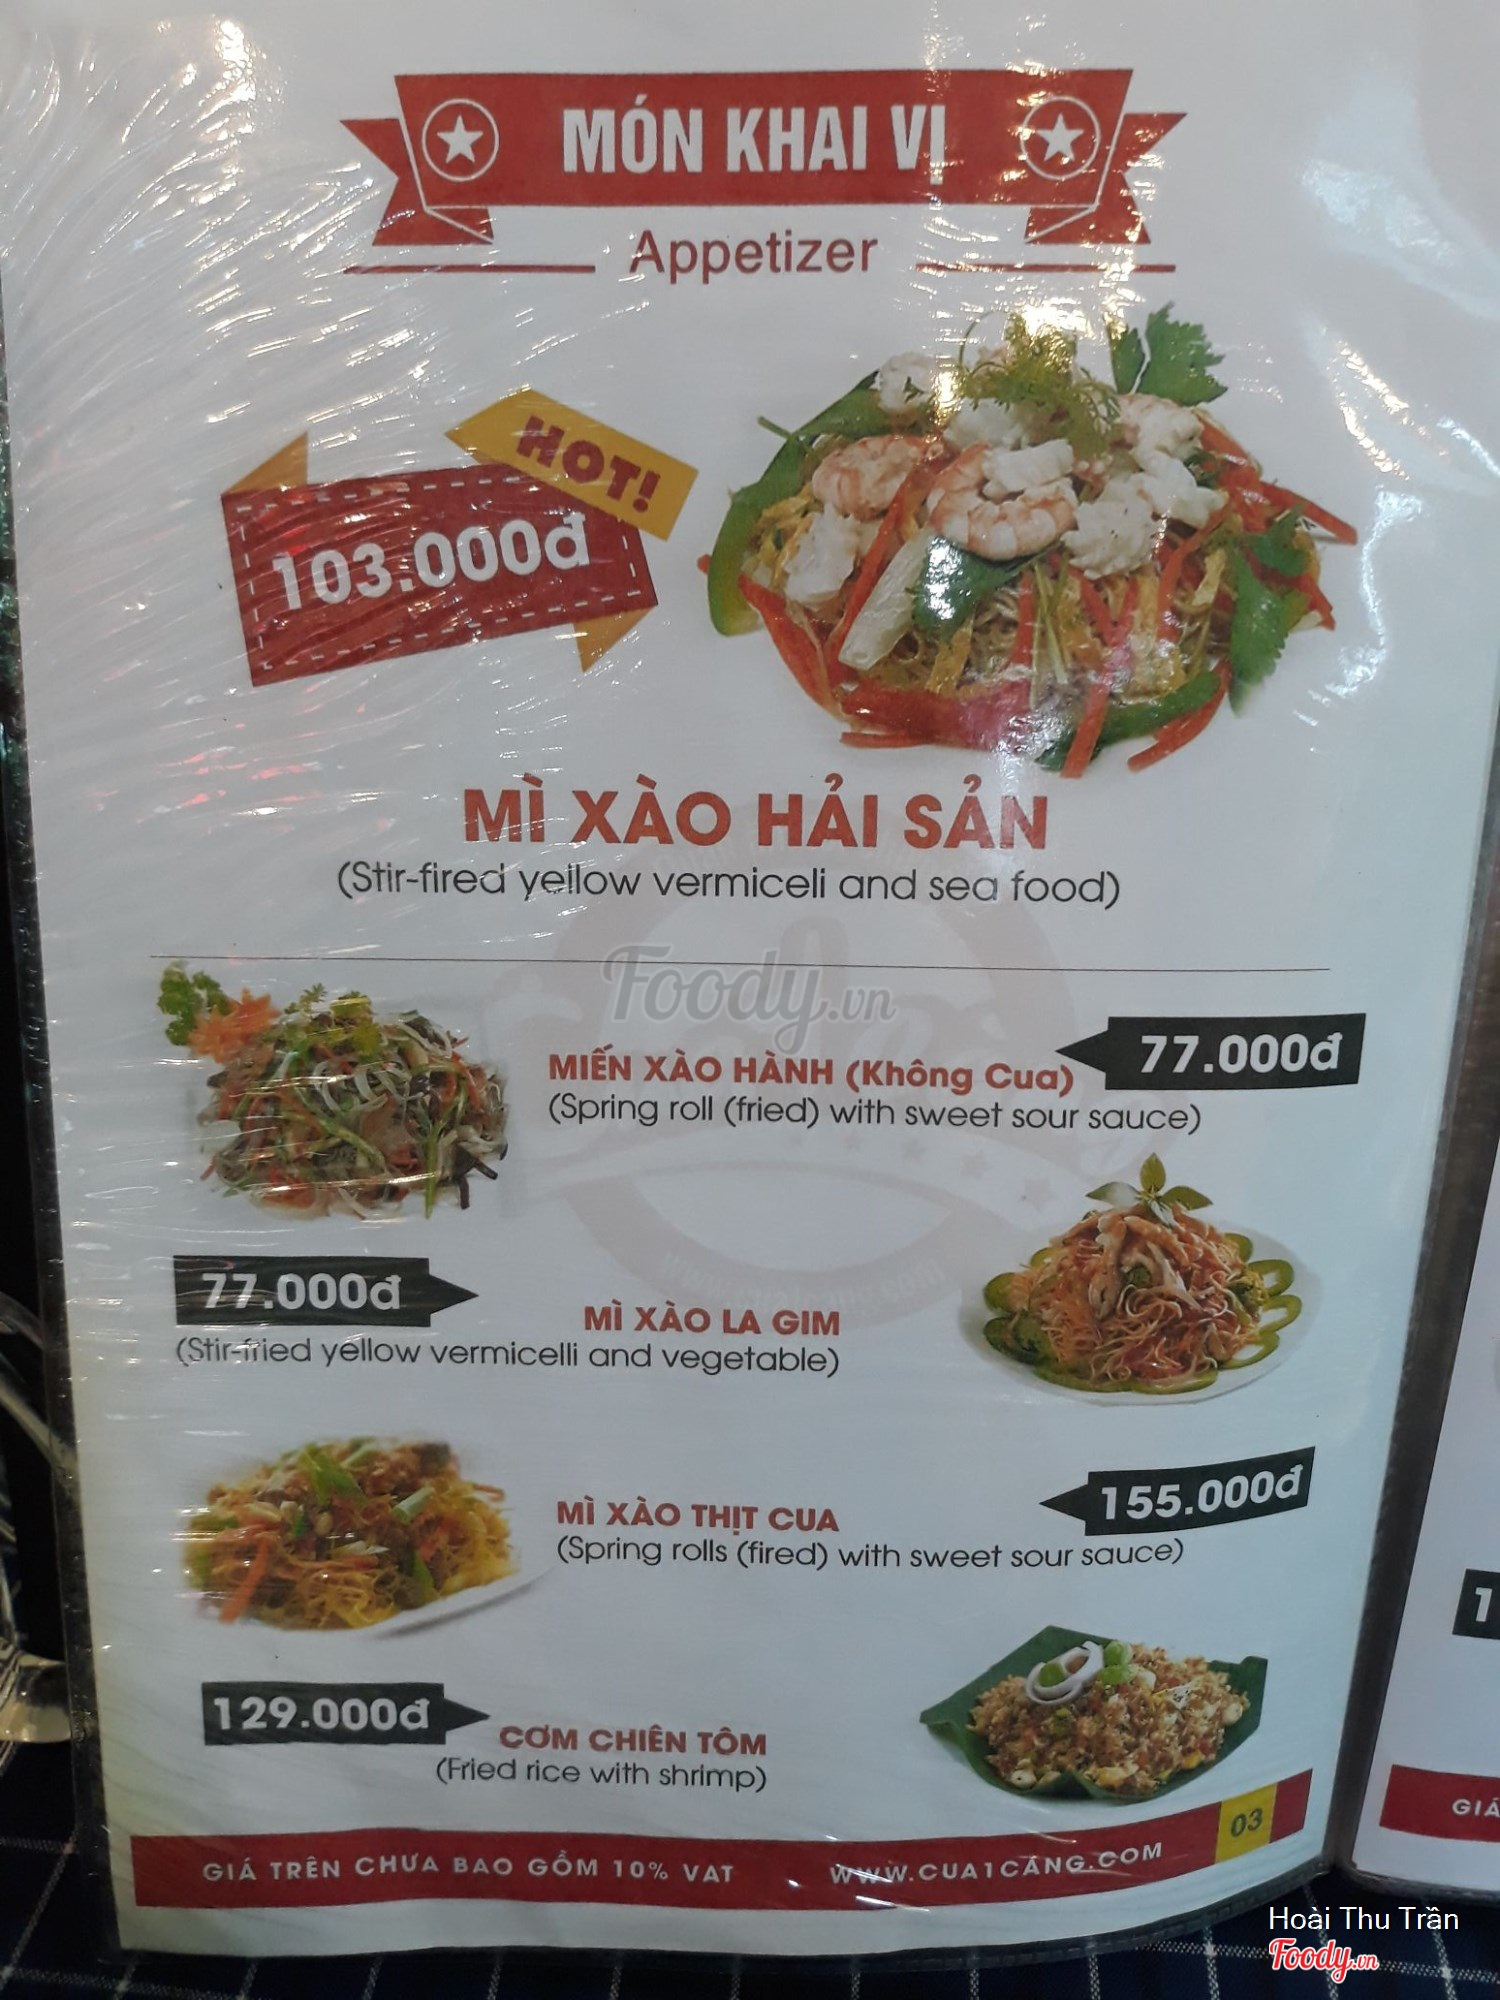 MÓN KHAI VỊ
Appetizer
HOT!
103.000đ
MÌ XÀO HẢI SẢN
(Stir-fired yellow vermiceli and sea food)
Foody.vn
77.000đ
MIẾN XÀO HÀNH (Không Cua)
(Spring roll (fried) with sweet sour sauce)
77.000đ
MÌ XÀO LA GIM
(Stir-fried yellow vermicelli and vegetable)
155.000đ
MÌ XÀO THỊT CUA
(Spring rolls (fired) with sweet sour sauce)
129.000đ
CƠM CHIÊN TÔM
(Fried rice with shrimp)
03
GIÁ TRÊN CHƯA BAO GỒM 10% VAT
WWW.CUA1CÀNG.COM
1
GIÁ
Hoài Thu Trần
Foody.vn